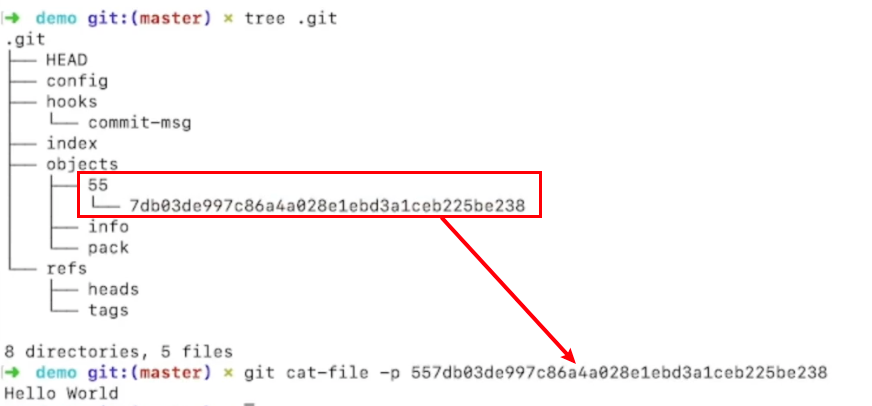 ➜ demo git:(master) × tree .git
.git
├── HEAD
├── config
├── hooks
│   └── commit-msg
├── index
├── objects
│   ├── 55
│   │   └── 7db03de997c86a4a028e1ebd3a1ceb225be238
│   ├── info
│   └── pack
└── refs
    ├── heads
    └── tags
8 directories, 5 files
➜ demo git:(master) × git cat-file -p 557db03de997c86a4a028e1ebd3a1ceb225be238
Hello World